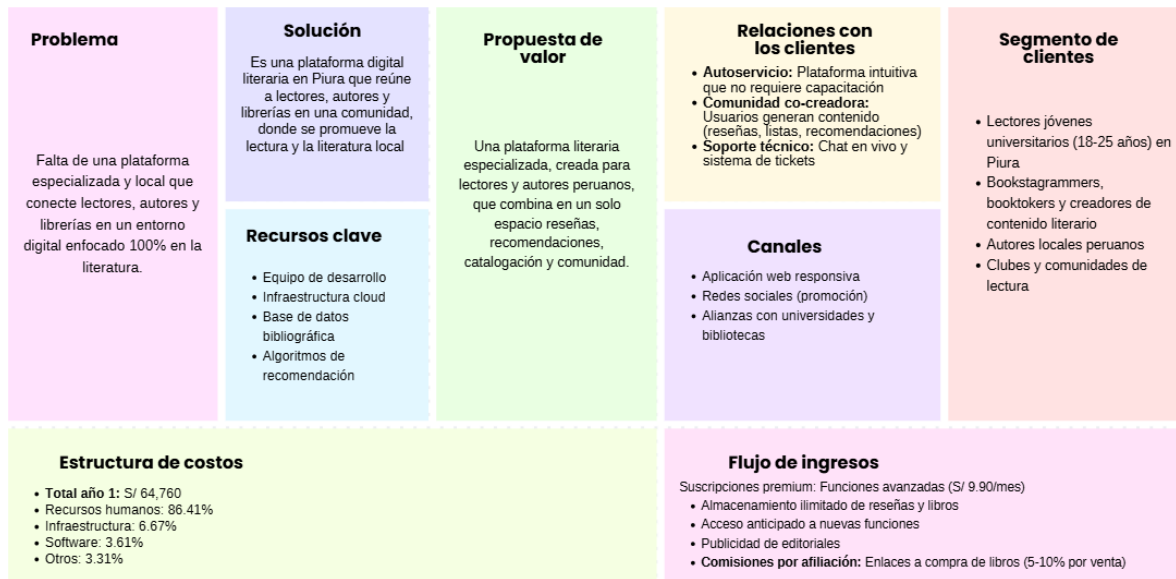 Problema
Falta de una plataforma
especializada y local que
conecte lectores, autores y
librerías en un entorno
digital enfocado 100% en la
literatura.
Solución
Es una plataforma digital
literaria en Piura que reúne
a lectores, autores y
librerías en una comunidad,
donde se promueve la
lectura y la literatura local
Recursos clave
• Equipo de desarrollo
• Infraestructura cloud
• Base de datos
bibliográfica
• Algoritmos de
recomendación
Propuesta de
valor
Una plataforma literaria
especializada, creada para
lectores y autores peruanos,
que combina en un solo
espacio reseñas,
recomendaciones,
catalogación y comunidad.
Relaciones con
los clientes
• Autoservicio: Plataforma intuitiva
que no requiere capacitación
• Comunidad co-creadora:
Usuarios generan contenido
(reseñas, listas, recomendaciones)
• Soporte técnico: Chat en vivo y
sistema de tickets
Canales
• Aplicación web responsiva
• Redes sociales (promoción)
• Alianzas con universidades y
bibliotecas
Segmento de
clientes
• Lectores jóvenes
universitarios (18-25 años) en
Piura
• Bookstagrammers,
booktokers y creadores de
contenido literario
• Autores locales peruanos
• Clubes y comunidades de
lectura
Estructura de costos
• Total año 1: S/ 64,760
• Recursos humanos: 86.41%
• Infraestructura: 6.67%
• Software: 3.61%
• Otros: 3.31%
Flujo de ingresos
Suscripciones premium: Funciones avanzadas (S/ 9.90/mes)
• Almacenamiento ilimitado de reseñas y libros
• Acceso anticipado a nuevas funciones
• Publicidad de editoriales
• Comisiones por afiliación: Enlaces a compra de libros (5-10% por venta)